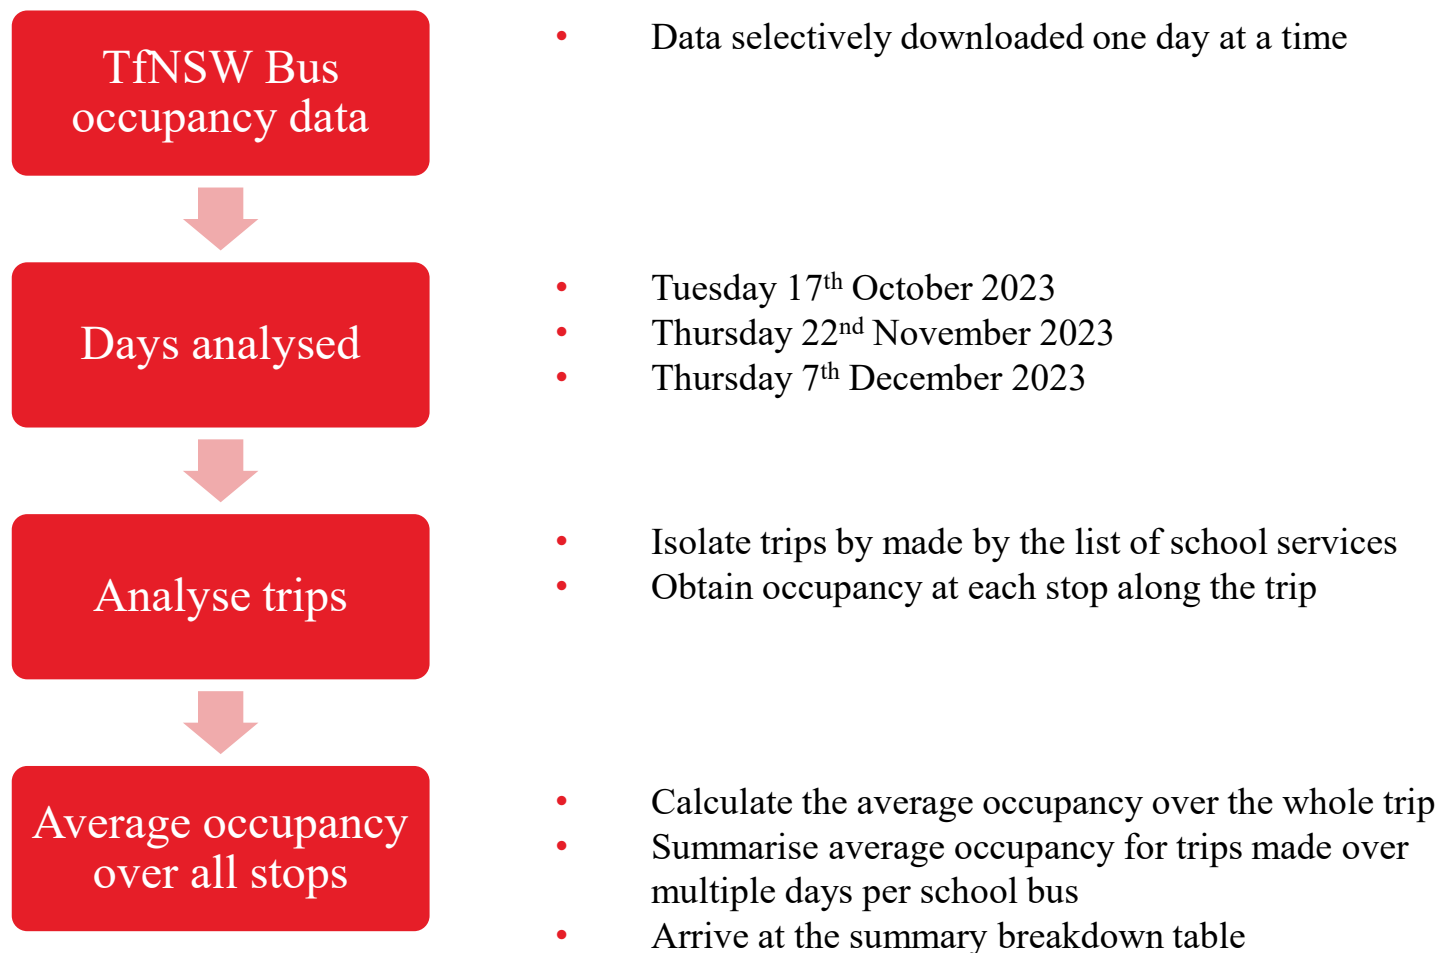 TfNSW Bus
occupancy data
• Data selectively downloaded one day at a time
Days analysed
• Tuesday 17th October 2023
• Thursday 22nd November 2023
• Thursday 7th December 2023
Analyse trips
• Isolate trips by made by the list of school services
• Obtain occupancy at each stop along the trip
Average occupancy
over all stops
• Calculate the average occupancy over the whole trip
• Summarise average occupancy for trips made over
multiple days per school bus
• Arrive at the summary breakdown table